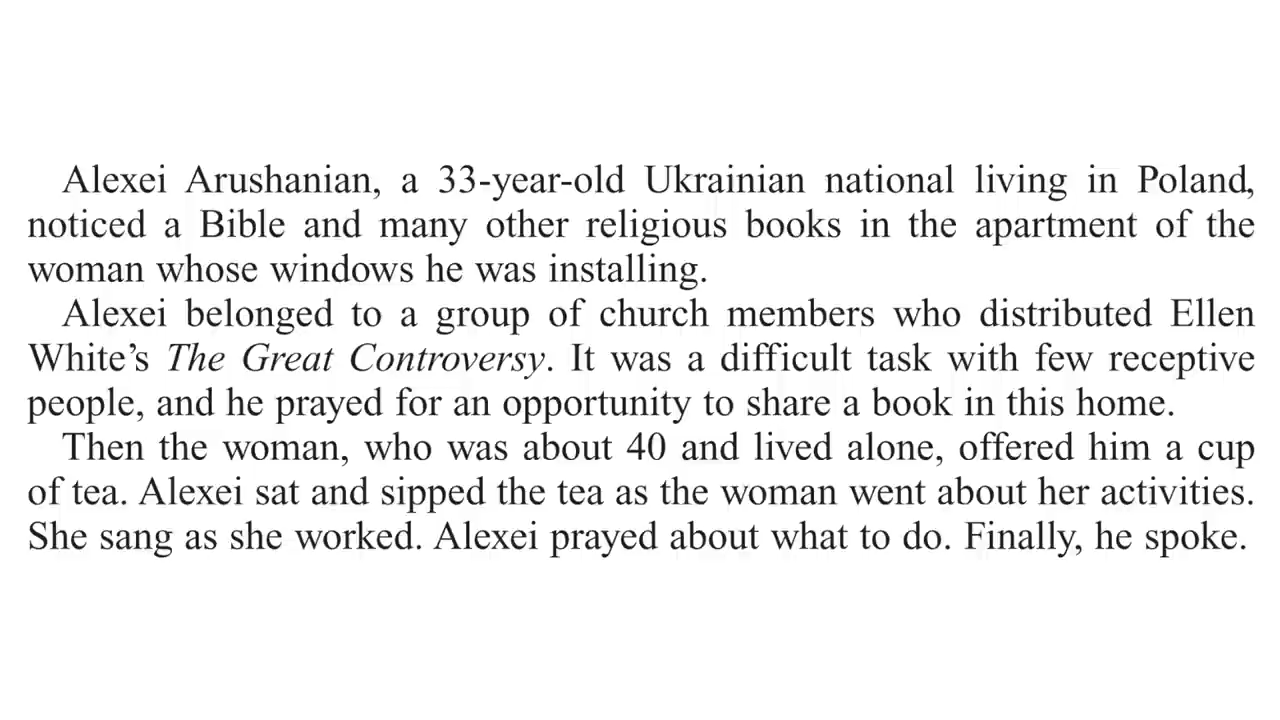 Alexei Arushanian, a 33-year-old Ukrainian national living in Poland,
noticed a Bible and many other religious books in the apartment of the
woman whose windows he was installing.
Alexei belonged to a group of church members who distributed Ellen
White’s The Great Controversy. It was a difficult task with few receptive
people, and he prayed for an opportunity to share a book in this home.
Then the woman, who was about 40 and lived alone, offered him a cup
of tea. Alexei sat and sipped the tea as the woman went about her activities.
She sang as she worked. Alexei prayed about what to do. Finally, he spoke.